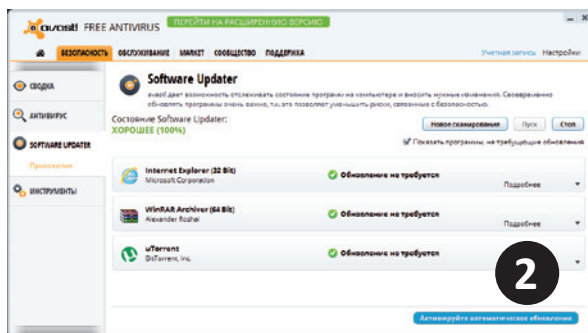 avast! FREE ANTIVIRUS ПЕРЕЙТИ НА РАСШИРЕННУЮ ВЕРСИЮ
БЕЗОПАСНОСТЬ ОБСЛУЖИВАНИЕ MARKET СООБЩЕСТВО ПОДДЕРЖКА Учетная запись Настройки
СВОДКА
АНТИВИРУС
SOFTWARE UPDATER
Приложения
ИНСТРУМЕНТЫ
Software Updater
avast! дает возможность отслеживать состояние программ на компьютере и вносить нужные изменения. Своевременно
обновлять программы очень важно, т.к. это позволяет уменьшить риски, связанные с безопасностью.
Состояние Software Updater:
ХОРОШЕЕ (100%)
Новое сканирование Пуск Стоп
Показать программы, не требующие обновления
Internet Explorer (32 Bit)
Microsoft Corporation
Обновление не требуется
Подробнее
WinRAR Archiver (64 Bit)
Alexander Roshal
Обновление не требуется
Подробнее
uTorrent
BitTorrent, Inc.
Обновление не требуется
2
Активируйте автоматическое обновление